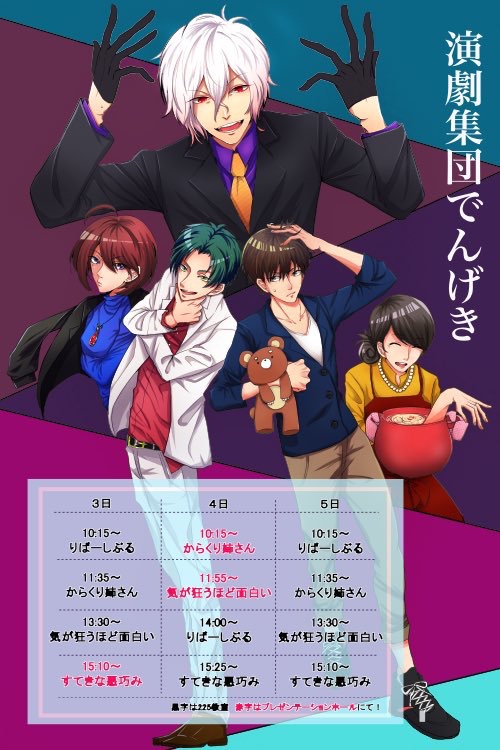 演劇集団でんげき
3日
4日
5日
10:15~
りばーしぶる
10:15~
からくり姉さん
10:15~
りばーしぶる
11:35~
からくり姉さん
11:55~
気が狂うほど面白い
11:35~
からくり姉さん
13:30~
気が狂うほど面白い
14:00~
りばーしぶる
13:30~
気が狂うほど面白い
15:10~
すてきな悪巧み
15:25~
すてきな悪巧み
15:10~
すてきな悪巧み
黒字は225教室 赤字はプレゼンテーションホールにて!